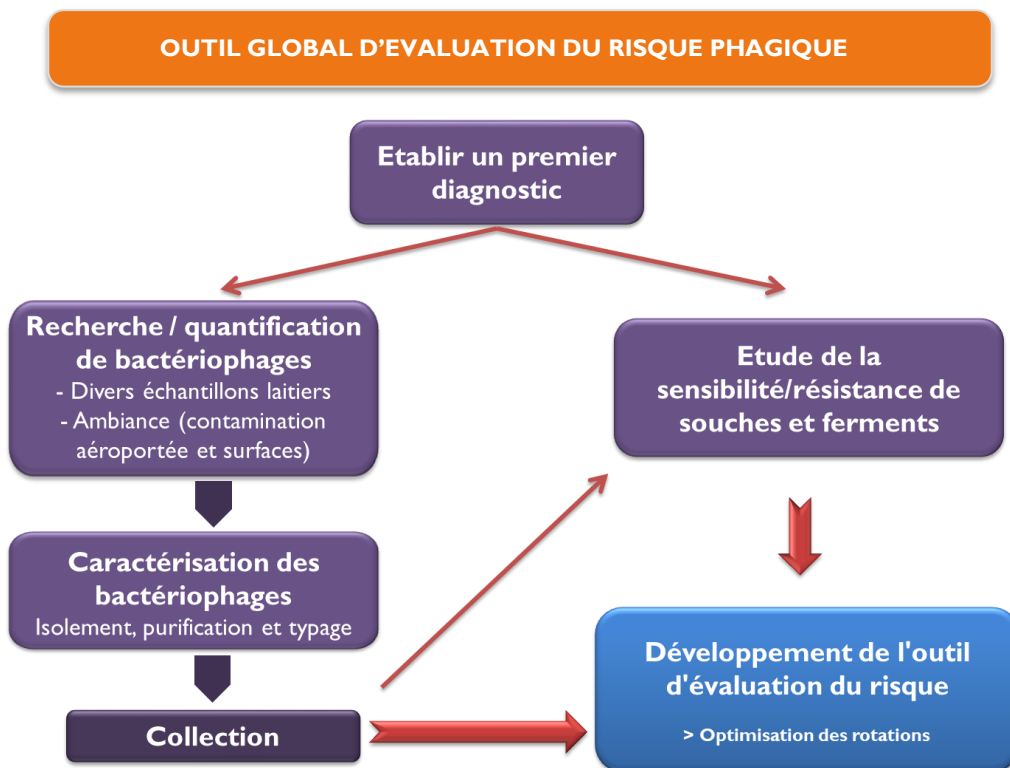 OUTIL GLOBAL D'EVALUATION DU RISQUE PHAGIQUE
Etablir un premier
diagnostic
Recherche / quantification
de bactériophages
- Divers échantillons laitiers
- Ambiance (contamination
aéroportée et surfaces)
Etude de la
sensibilité/résistance de
souches et ferments
Caractérisation des
bactériophages
Isolement, purification et typage
Collection
Développement de l'outil
d'évaluation du risque
> Optimisation des rotations